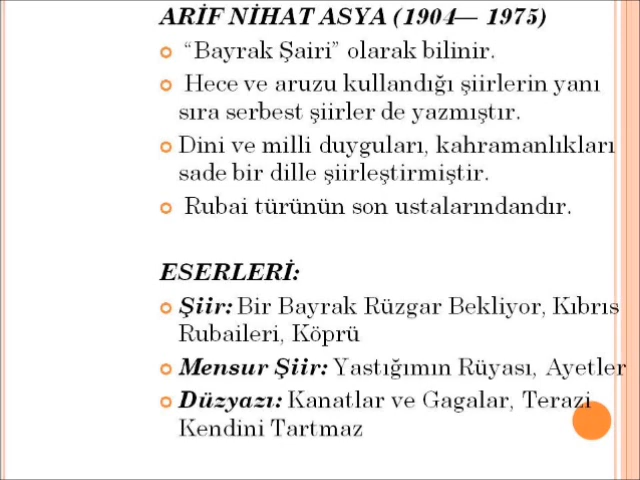 ARİF NİHAT ASYA (1904— 1975)
“Bayrak Şairi” olarak bilinir.
Hece ve aruzu kullandığı şiirlerin yanı
sıra serbest şiirler de yazmıştır.
Dini ve milli duyguları, kahramanlıkları
sade bir dille şiirleştirmiştir.
Rubai türünün son ustalarındandır.
ESERLERİ:
Şiir: Bir Bayrak Rüzgar Bekliyor, Kıbrıs
Rubaileri, Köprü
Mensur Şiir: Yastığımın Rüyası, Ayetler
Düzyazı: Kanatlar ve Gagalar, Terazi
Kendini Tartmaz